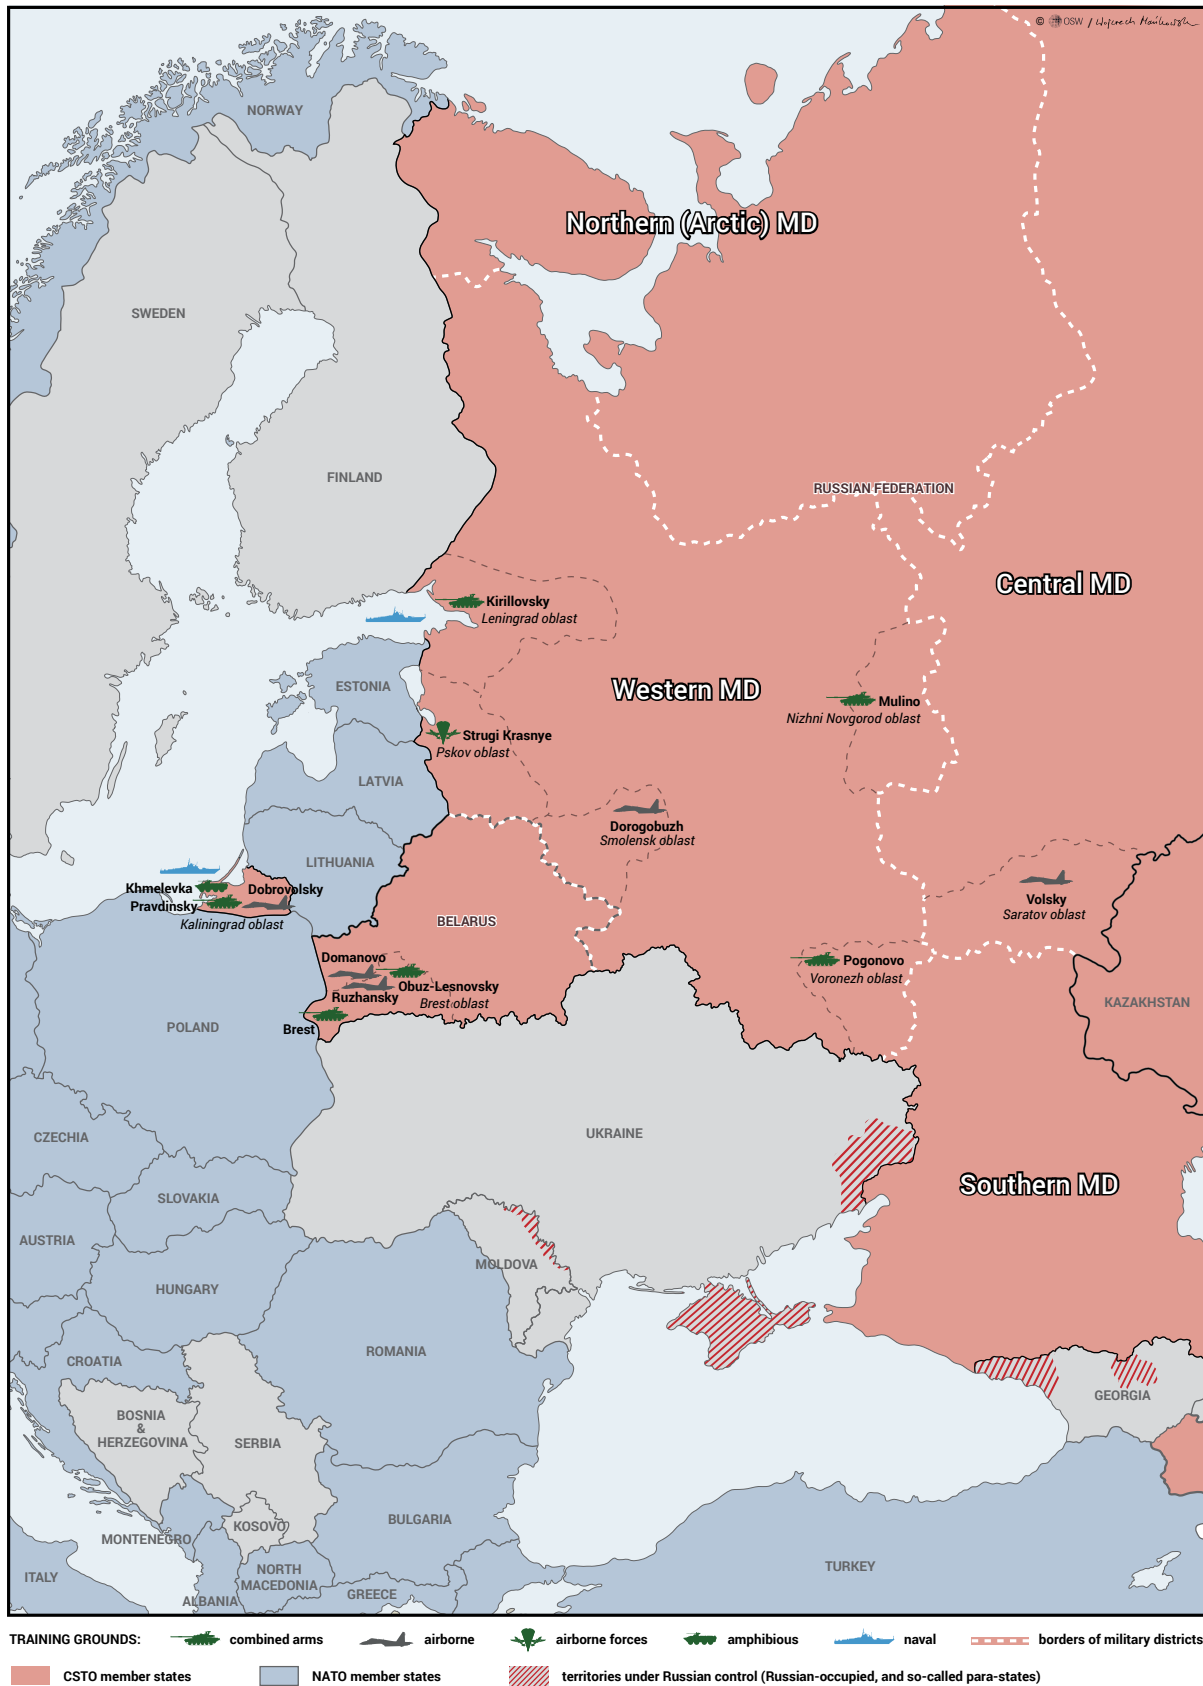 © OSW / Wojciech Mańkowski
NORWAY
Northern (Arctic) MD
SWEDEN
FINLAND
RUSSIAN FEDERATION
Central MD
Kirillovsky
Leningrad oblast
ESTONIA
Western MD
Mulino
Nizhni Novgorod oblast
Strugi Krasnye
Pskov oblast
LATVIA
Dorogobuzh
Smolensk oblast
LITHUANIA
Khmelevka
Dobrovolsky
Pravdinsky
Kaliningrad oblast
Volsky
Saratov oblast
BELARUS
Domanovo
Obuz-Lesnovsky
Ruzhansky
Brest oblast
Brest
Pogonovo
Voronezh oblast
KAZAKHSTAN
POLAND
CZECHIA
UKRAINE
SLOVAKIA
Southern MD
AUSTRIA
MOLDOVA
HUNGARY
ROMANIA
CROATIA
GEORGIA
BOSNIA
&
HERZEGOVINA
SERBIA
BULGARIA
KOSOVO
MONTENEGRO
TURKEY
ITALY
NORTH
MACEDONIA
ALBANIA
GREECE
TRAINING GROUNDS: combined arms airborne airborne forces amphibious naval borders of military districts
CSTO member states NATO member states territories under Russian control (Russian-occupied, and so-called para-states)